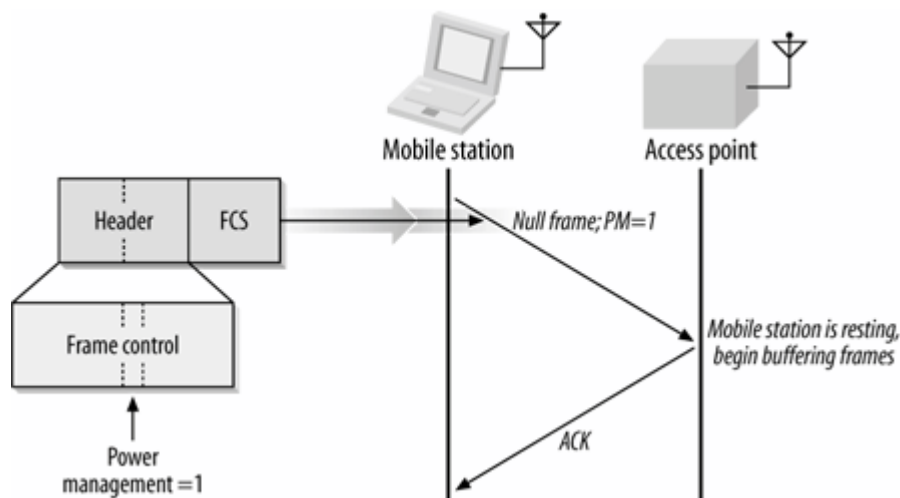 Mobile station
Access point
Header
FCS
Null frame; PM=1
Frame control
Mobile station is resting,
begin buffering frames
ACK
Power
management =1